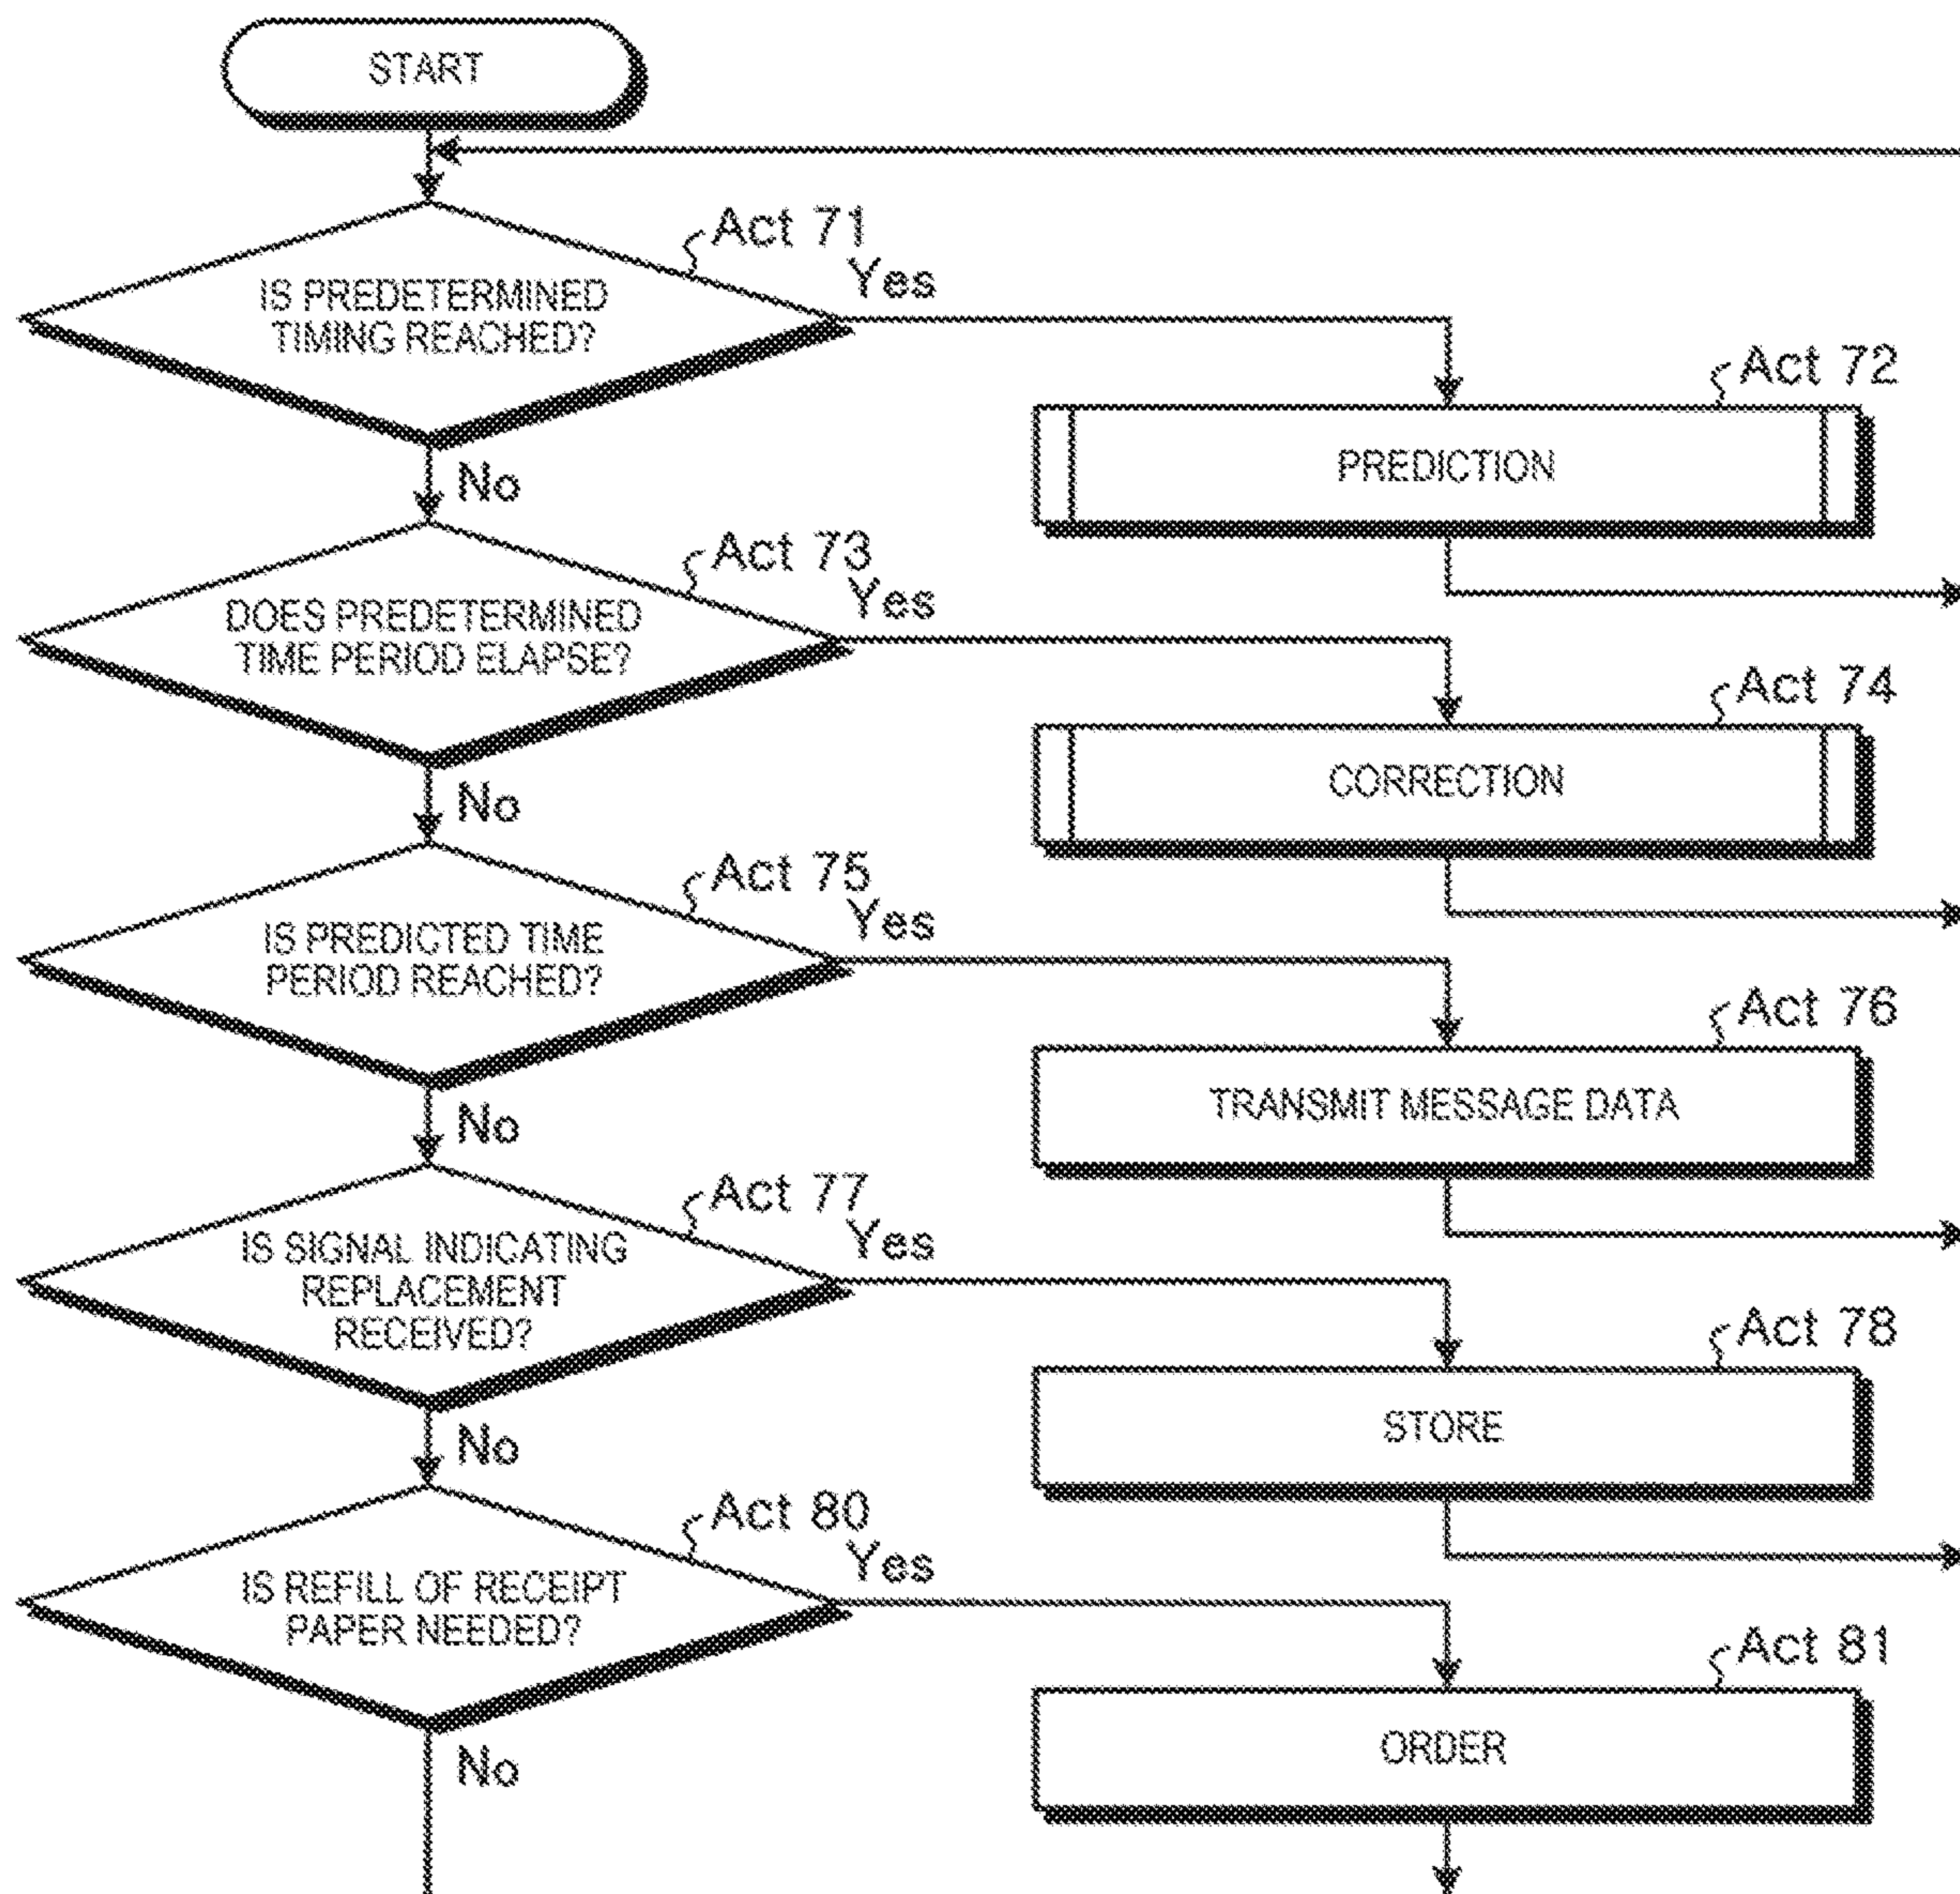 START
Act 71
Yes
IS PREDETERMINED
TIMING REACHED?
Act 72
PREDICTION
No
Act 73
Yes
DOES PREDETERMINED
TIME PERIOD ELAPSE?
Act 74
CORRECTION
No
Act 75
Yes
IS PREDICTED TIME
PERIOD REACHED?
Act 76
TRANSMIT MESSAGE DATA
No
Act 77
Yes
IS SIGNAL INDICATING
REPLACEMENT
RECEIVED?
Act 78
STORE
No
Act 80
Yes
IS REFILL OF RECEIPT
PAPER NEEDED?
Act 81
ORDER
No